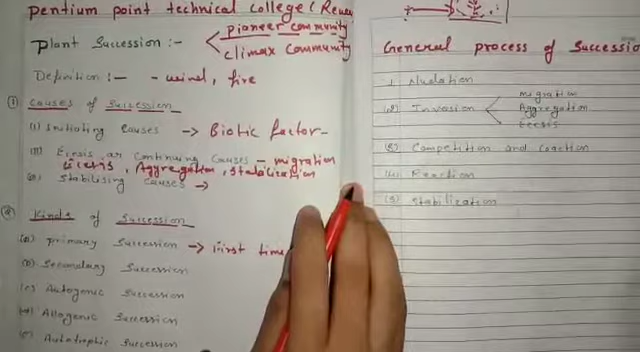 Pentium point technical college (Rewa
Plant Succession :-
pioneer community
climax community
Definition :- - wind, fire
(1) Causes of Succession
(i) Initiating Causes -> Biotic factor-
(ii) Ecesis or Continuing Causes - migration
Ecesis, Aggregation, Stabilization
Stabilising Causes ->
(2) Kinds of Succession
(a) primary Succession -> First time
(b) Secondary Succession
(c) Autogenic Succession
(d) Allogenic Succession
(e) Autotrophic Succession
General process of Successio
1. Nudation
(2) Invasion
migration
Aggregation
Ecesis
(3) Competition and coaction
(4) Reaction
(5) Stabilization